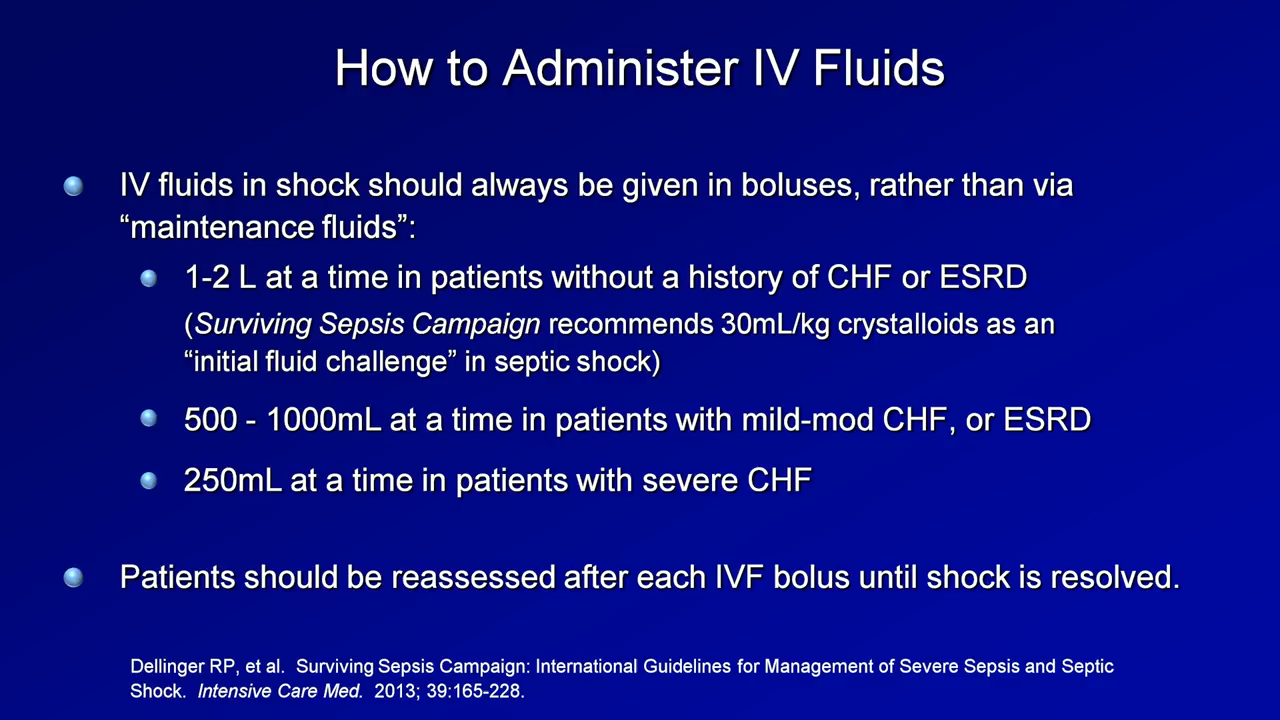 How to Administer IV Fluids
IV fluids in shock should always be given in boluses, rather than via
“maintenance fluids”:
1-2 L at a time in patients without a history of CHF or ESRD
(Surviving Sepsis Campaign recommends 30mL/kg crystalloids as an
“initial fluid challenge” in septic shock)
500 - 1000mL at a time in patients with mild-mod CHF, or ESRD
250mL at a time in patients with severe CHF
Patients should be reassessed after each IVF bolus until shock is resolved.
Dellinger RP, et al.  Surviving Sepsis Campaign: International Guidelines for Management of Severe Sepsis and Septic
Shock.  Intensive Care Med.  2013; 39:165-228.